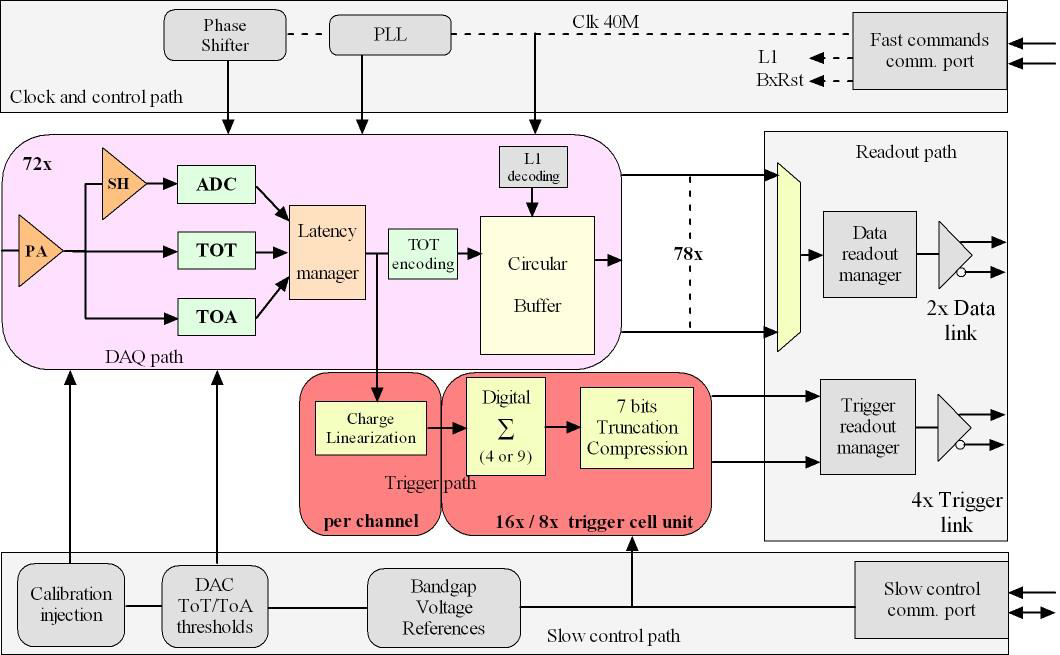 Phase
Shifter
PLL
Clk 40M
Fast commands
comm. port
L1
BxRst
Clock and control path
72x
SH
ADC
L1
decoding
Readout path
PA
TOT
Latency
manager
TOT
encoding
Circular
Buffer
78x
Data
readout
manager
TOA
2x Data
link
DAQ path
Charge
Linearization
Digital
Σ
(4 or 9)
7 bits
Truncation
Compression
Trigger
readout
manager
Trigger path
4x Trigger
link
per channel
16x / 8x trigger cell unit
Calibration
injection
DAC
ToT/ToA
thresholds
Bandgap
Voltage
References
Slow control
comm. port
Slow control path